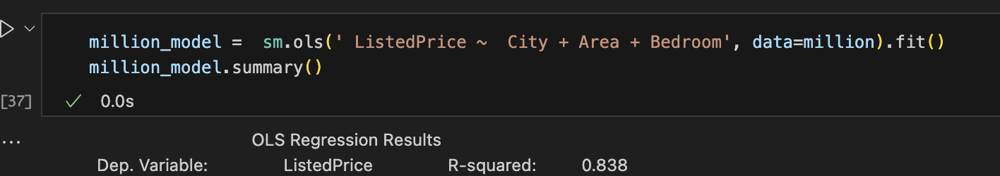 million_model =  sm.ols(' ListedPrice ~  City + Area + Bedroom', data=million).fit()
million_model.summary()
[37] 0.0s
... OLS Regression Results
Dep. Variable: ListedPrice R-squared: 0.838